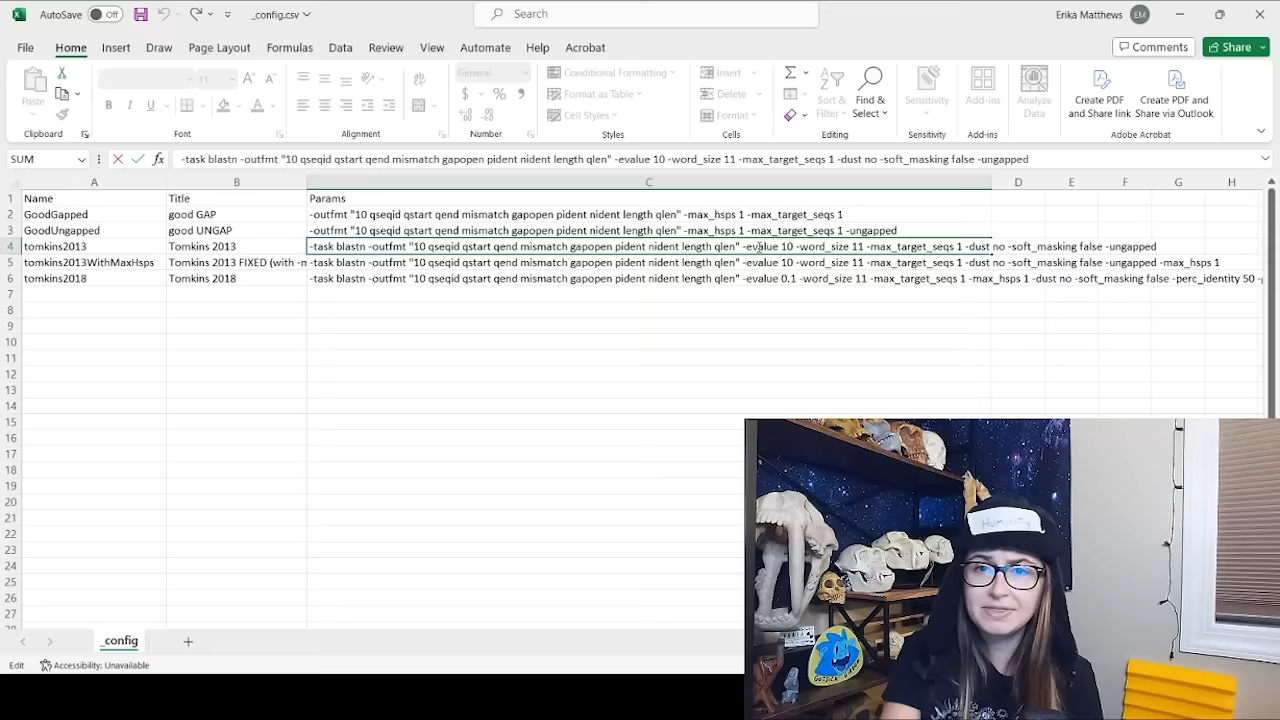 AutoSave Off _config.csv Search Erika Matthews EM
File Home Insert Draw Page Layout Formulas Data Review View Automate Help Acrobat Comments Share
Paste 11 General Conditional Formatting Insert Sort & Find & Sensitivity Add-ins Analyze Create PDF Create PDF and
B I U $ % Format as Table Delete Filter Select Data and Share link Share via Outlook
Cell Styles Format
Clipboard Font Alignment Number Styles Cells Editing Sensitivity Add-ins Adobe Acrobat
SUM fx -task blastn -outfmt "10 qseqid qstart qend mismatch gapopen pident nident length qlen" -evalue 10 -word_size 11 -max_target_seqs 1 -dust no -soft_masking false -ungapped
A B C D E F G H
1 Name Title Params
2 GoodGapped good GAP -outfmt "10 qseqid qstart qend mismatch gapopen pident nident length qlen" -max_hsps 1 -max_target_seqs 1
3 GoodUngapped good UNGAP -outfmt "10 qseqid qstart qend mismatch gapopen pident nident length qlen" -max_hsps 1 -max_target_seqs 1 -ungapped
4 tomkins2013 Tomkins 2013 -task blastn -outfmt "10 qseqid qstart qend mismatch gapopen pident nident length qlen" -evalue 10 -word_size 11 -max_target_seqs 1 -dust no -soft_masking false -ungapped
5 tomkins2013WithMaxHsps Tomkins 2013 FIXED (with -m -task blastn -outfmt "10 qseqid qstart qend mismatch gapopen pident nident length qlen" -evalue 10 -word_size 11 -max_target_seqs 1 -dust no -soft_masking false -ungapped -max_hsps 1
6 tomkins2018 Tomkins 2018 -task blastn -outfmt "10 qseqid qstart qend mismatch gapopen pident nident length qlen" -evalue 0.1 -word_size 11 -max_target_seqs 1 -max_hsps 1 -dust no -soft_masking false -perc_identity 50 -
7
8
9
10
11
12
13
14
15
16
17
18
19
20
21
22
23
24
25
26
27
_config
Edit Accessibility: Unavailable